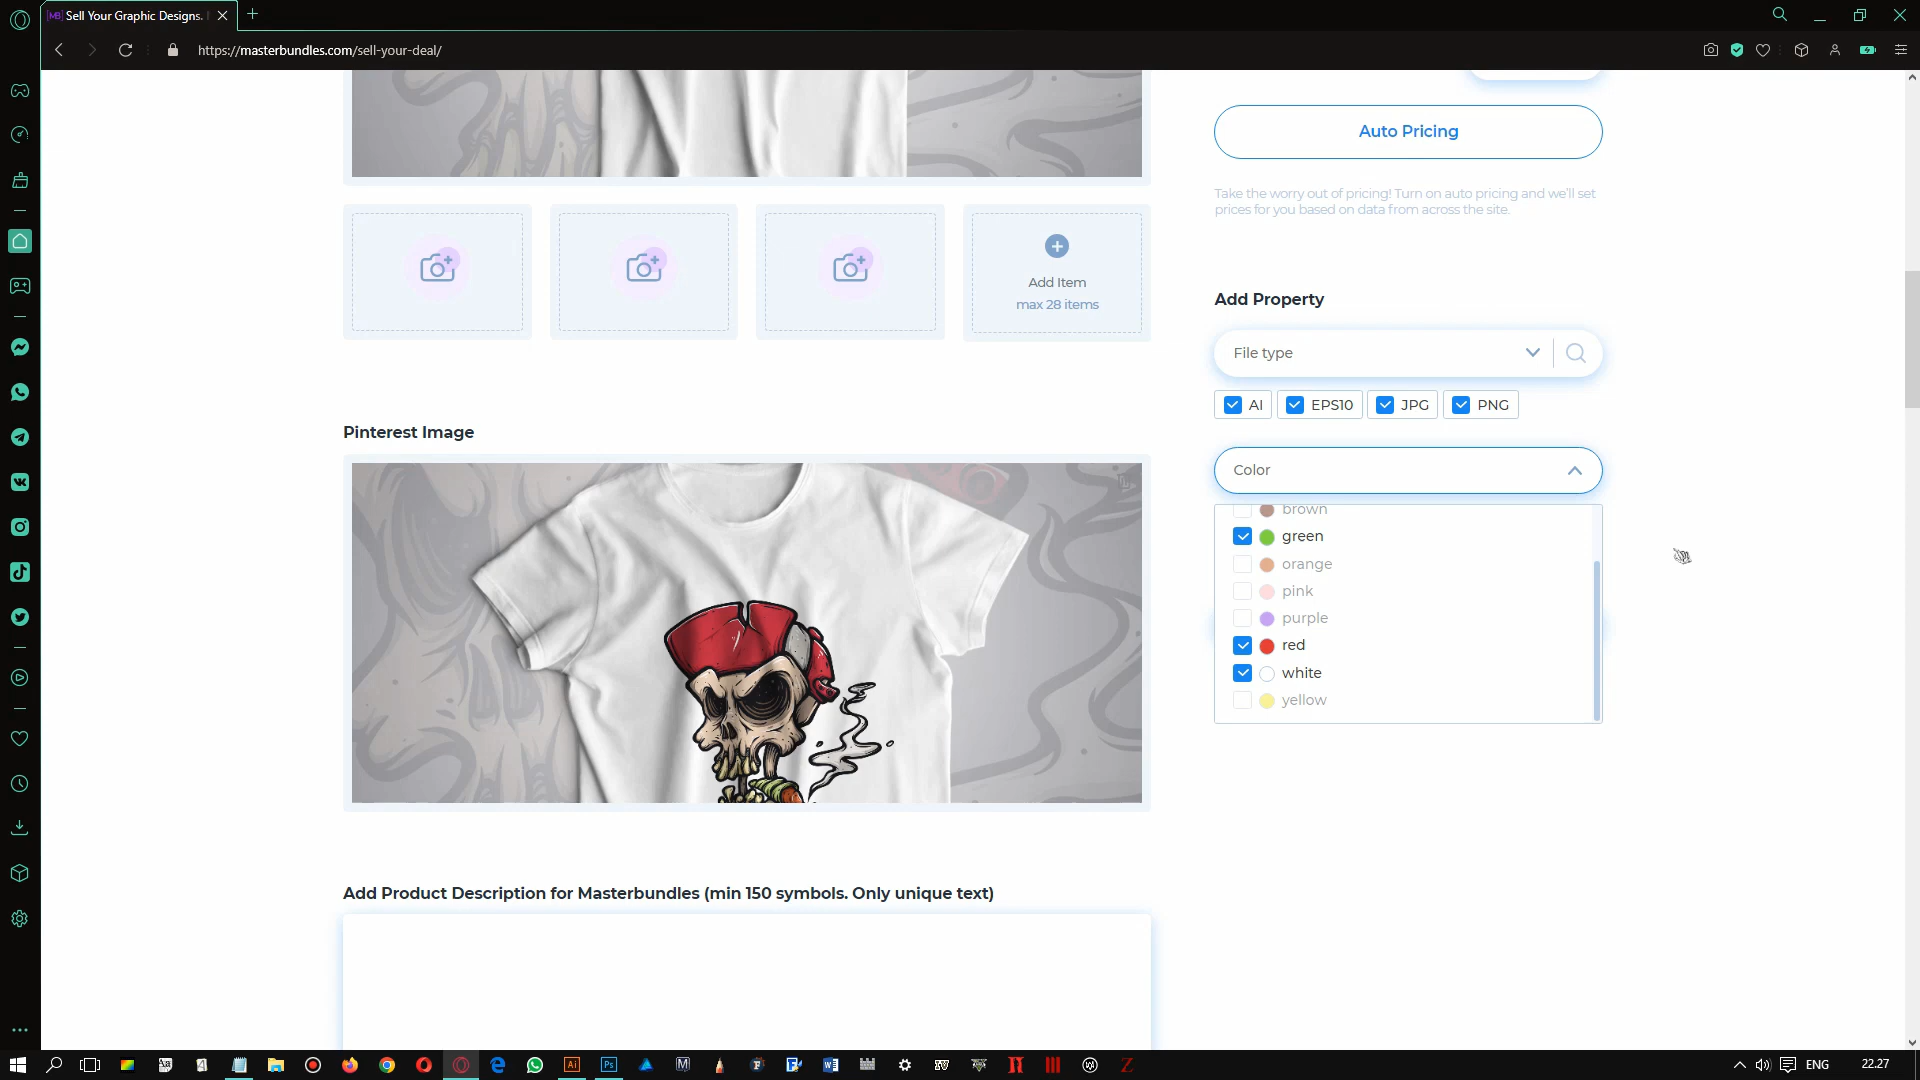 Sell Your Graphic Designs.
https://masterbundles.com/sell-your-deal/
Auto Pricing
Take the worry out of pricing! Turn on auto pricing and we'll set
prices for you based on data from across the site.
Add Item
max 28 items
Add Property
File type
AI
EPS10
JPG
PNG
Pinterest Image
Color
brown
green
orange
pink
purple
red
white
yellow
Add Product Description for Masterbundles (min 150 symbols. Only unique text)
ENG
22.27